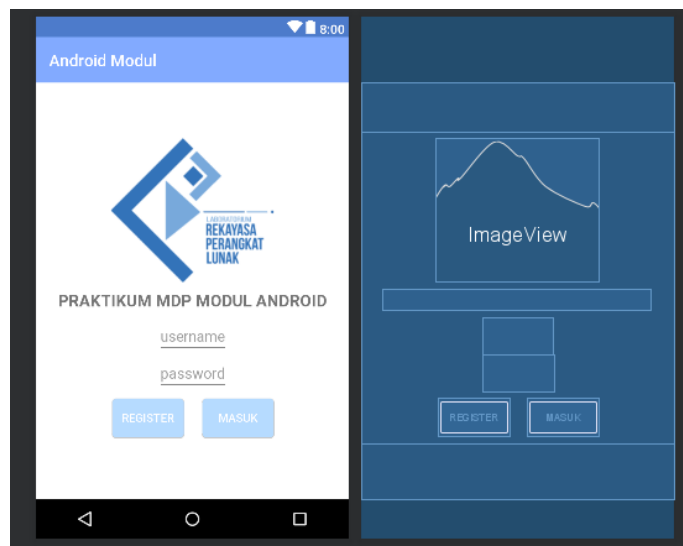 8:00
Android Modul
LABORATORIUM
REKAYASA
PERANGKAT
LUNAK
PRAKTIKUM MDP MODUL ANDROID
username
password
REGISTER MASUK
ImageView
REGISTER MASUK